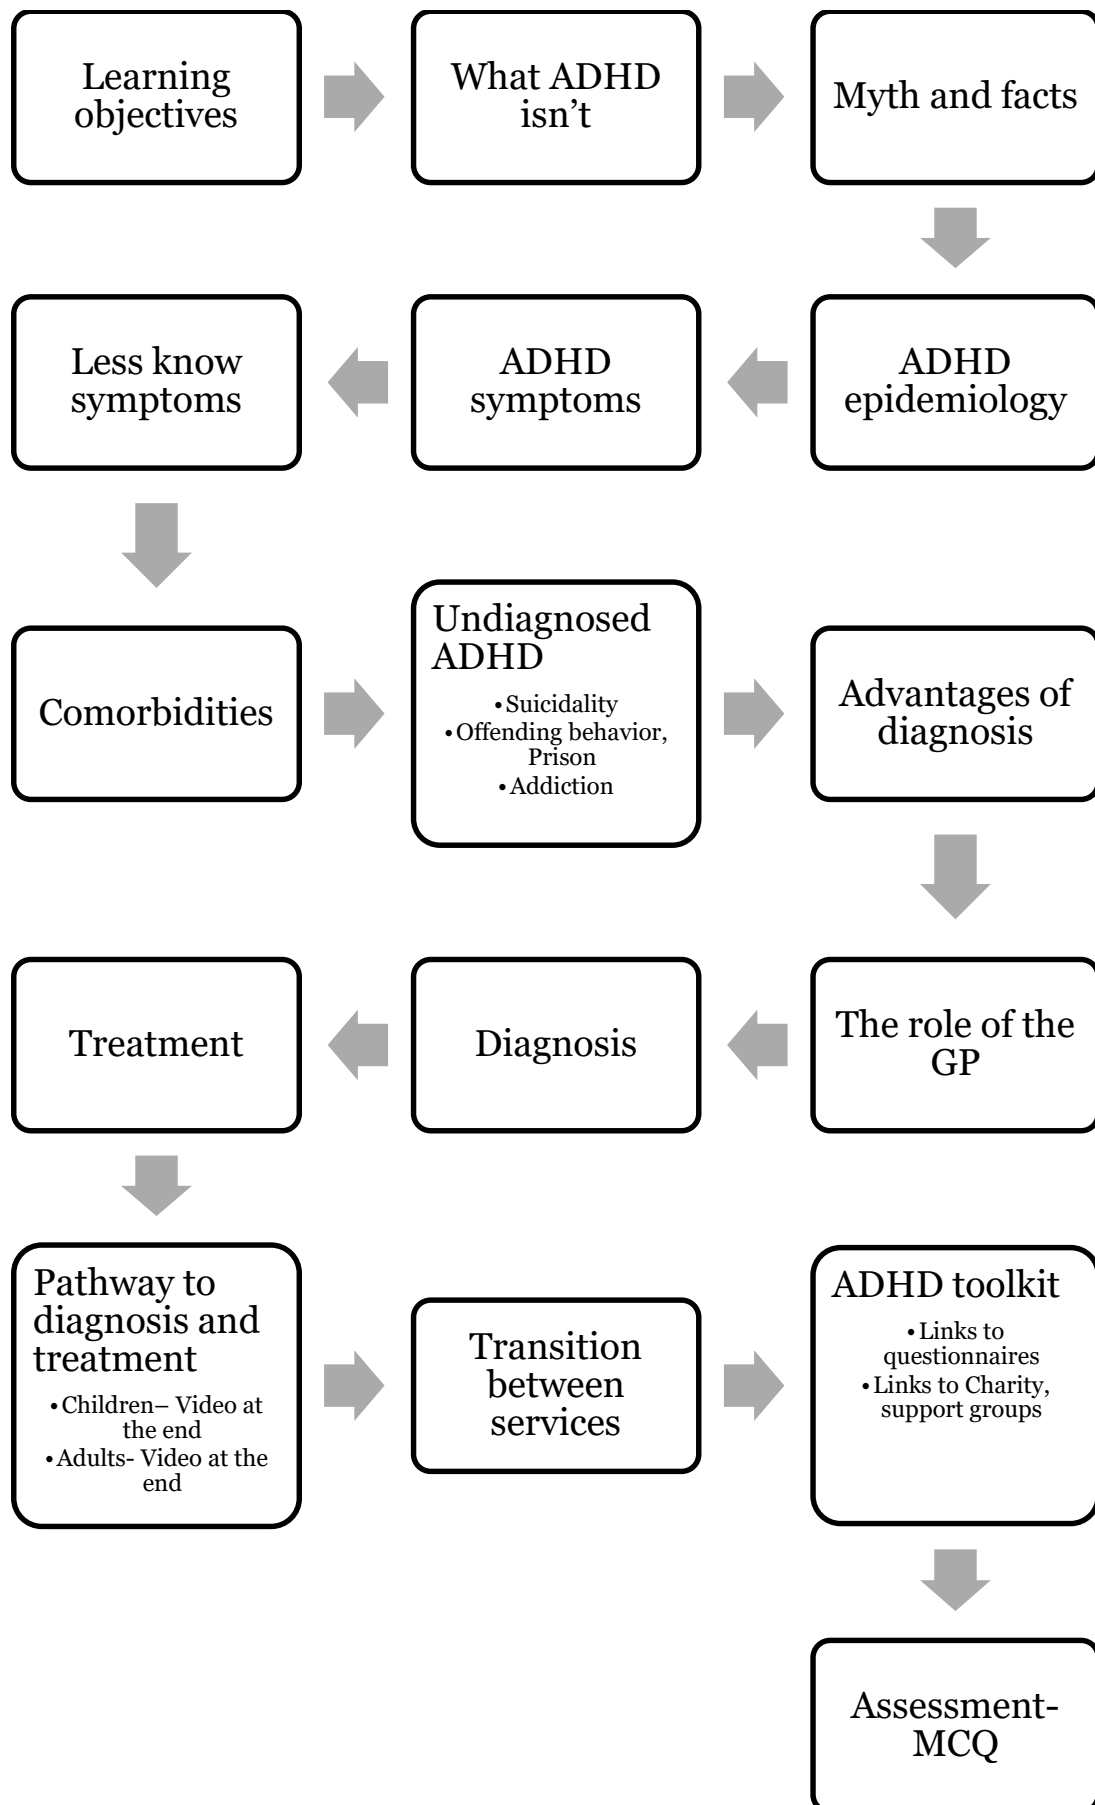 Learning
objectives
What ADHD
isn't
Myth and facts
ADHD
epidemiology
ADHD
symptoms
Less know
symptoms
Comorbidities
Undiagnosed
ADHD
•Suicidality
•Offending behavior,
Prison
•Addiction
Advantages of
diagnosis
The role of the
GP
Diagnosis
Treatment
Pathway to
diagnosis and
treatment
•Children– Video at
the end
•Adults- Video at the
end
Transition
between
services
ADHD toolkit
•Links to
questionnaires
•Links to Charity,
support groups
Assessment-
MCQ